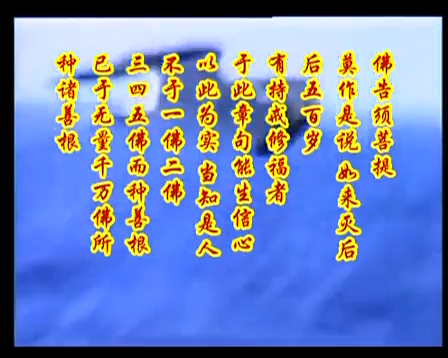 佛告须菩提
莫作是说 如来灭后
后五百岁
有持戒修福者
于此章句能生信心
以此为实 当知是人
不于一佛二佛
三四五佛而种善根
已于无量千万佛所
种诸善根